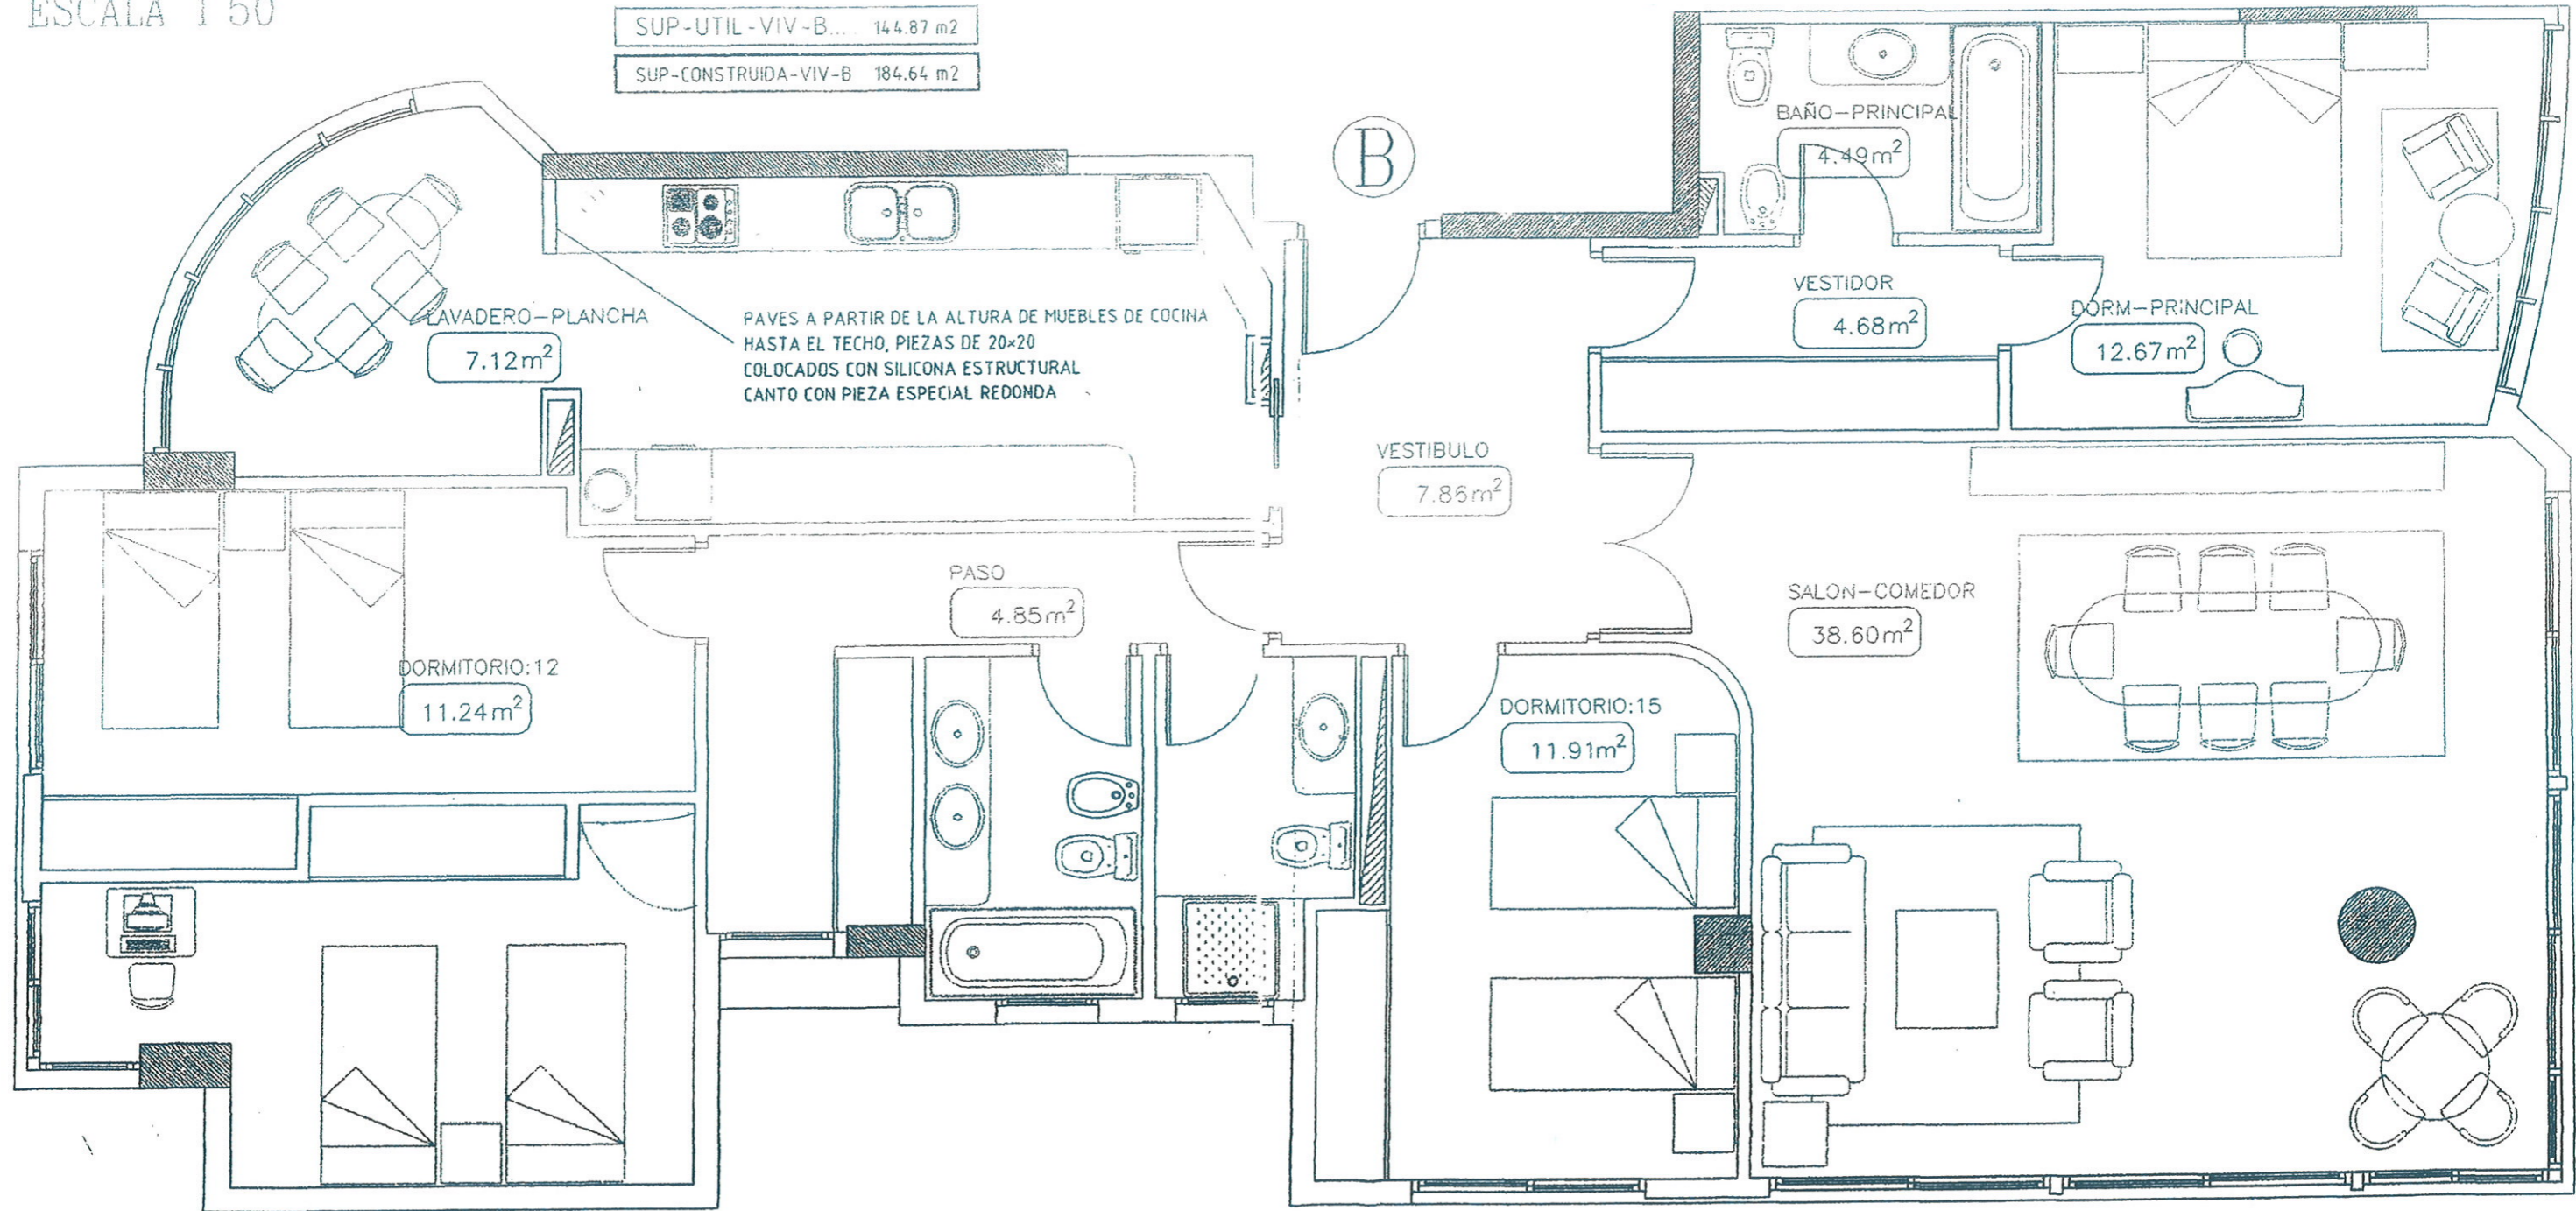 ESCALA 1 50
SUP-UTIL-VIV-B.... 144.87 m2
SUP-CONSTRUIDA-VIV-B 184.64 m2
B
BAÑO-PRINCIPAL
4.49m²
VESTIDOR
4.68m²
DORM-PRINCIPAL
12.67m²
LAVADERO-PLANCHA
7.12m²
PAVES A PARTIR DE LA ALTURA DE MUEBLES DE COCINA
HASTA EL TECHO, PIEZAS DE 20x20
COLOCADOS CON SILICONA ESTRUCTURAL
CANTO CON PIEZA ESPECIAL REDONDA
VESTIBULO
7.86m²
PASO
4.85m²
SALON-COMEDOR
38.60m²
DORMITORIO:12
11.24m²
DORMITORIO:15
11.91m²